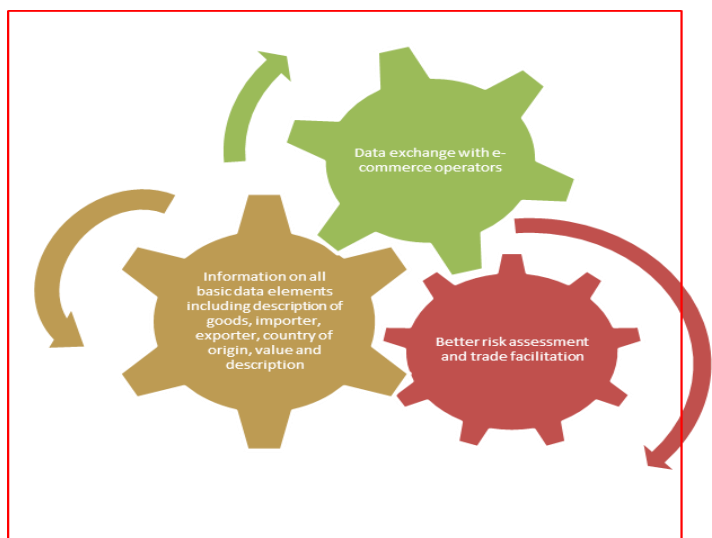 Data exchange with e-
commerce operators
Information on all
basic data elements
including description of
goods, importer,
exporter, country of
origin, value and
description
Better risk assessment
and trade facilitation